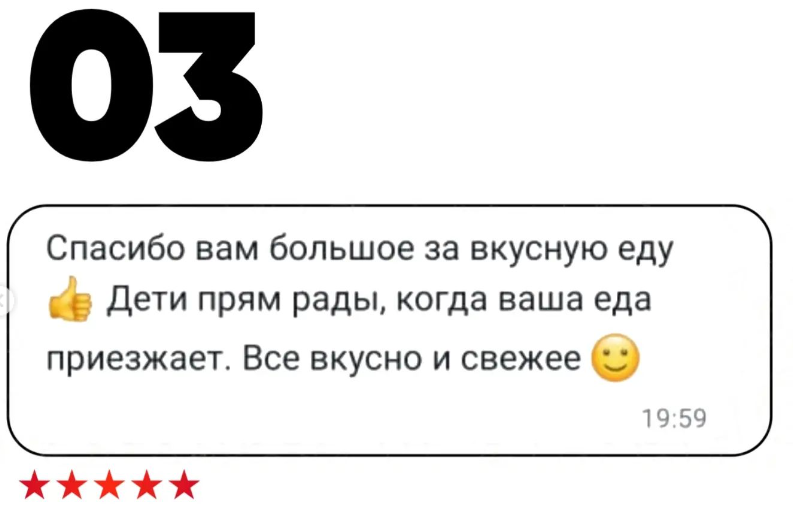 03
Спасибо вам большое за вкусную еду
👍 Дети прям рады, когда ваша еда
приезжает. Все вкусно и свежее 🙂
19:59